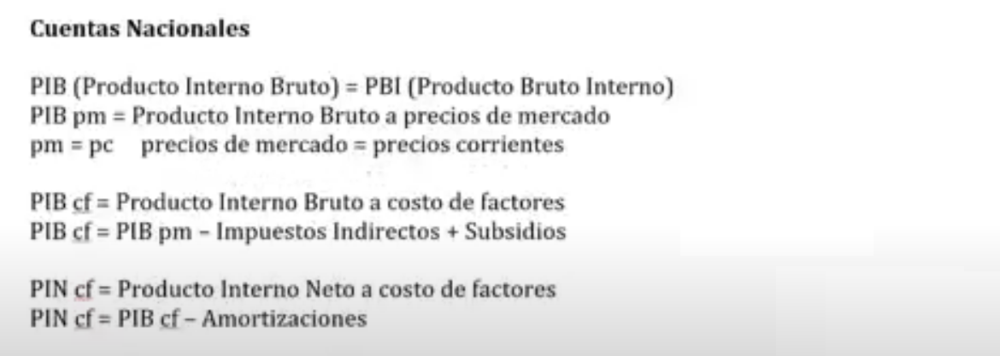 Cuentas Nacionales
PIB (Producto Interno Bruto) = PBI (Producto Bruto Interno)
PIB pm = Producto Interno Bruto a precios de mercado
pm = pc precios de mercado = precios corrientes
PIB cf = Producto Interno Bruto a costo de factores
PIB cf = PIB pm – Impuestos Indirectos + Subsidios
PIN cf = Producto Interno Neto a costo de factores
PIN cf = PIB cf – Amortizaciones